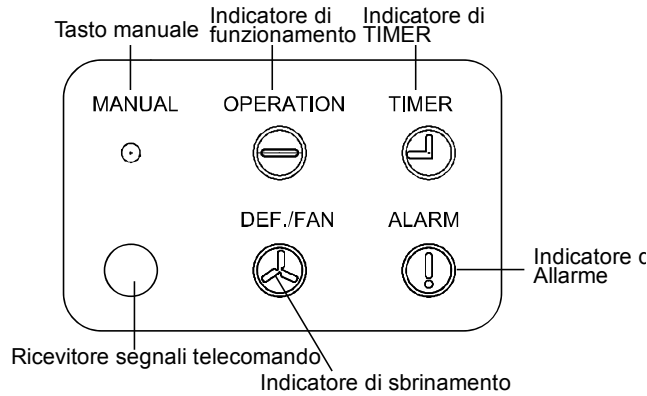 Tasto manuale
Indicatore di
funzionamento
Indicatore di
TIMER
MANUAL
OPERATION
TIMER
DEF./FAN
ALARM
Indicatore
Allarme
Ricevitore segnali telecomando
Indicatore di sbrinamento